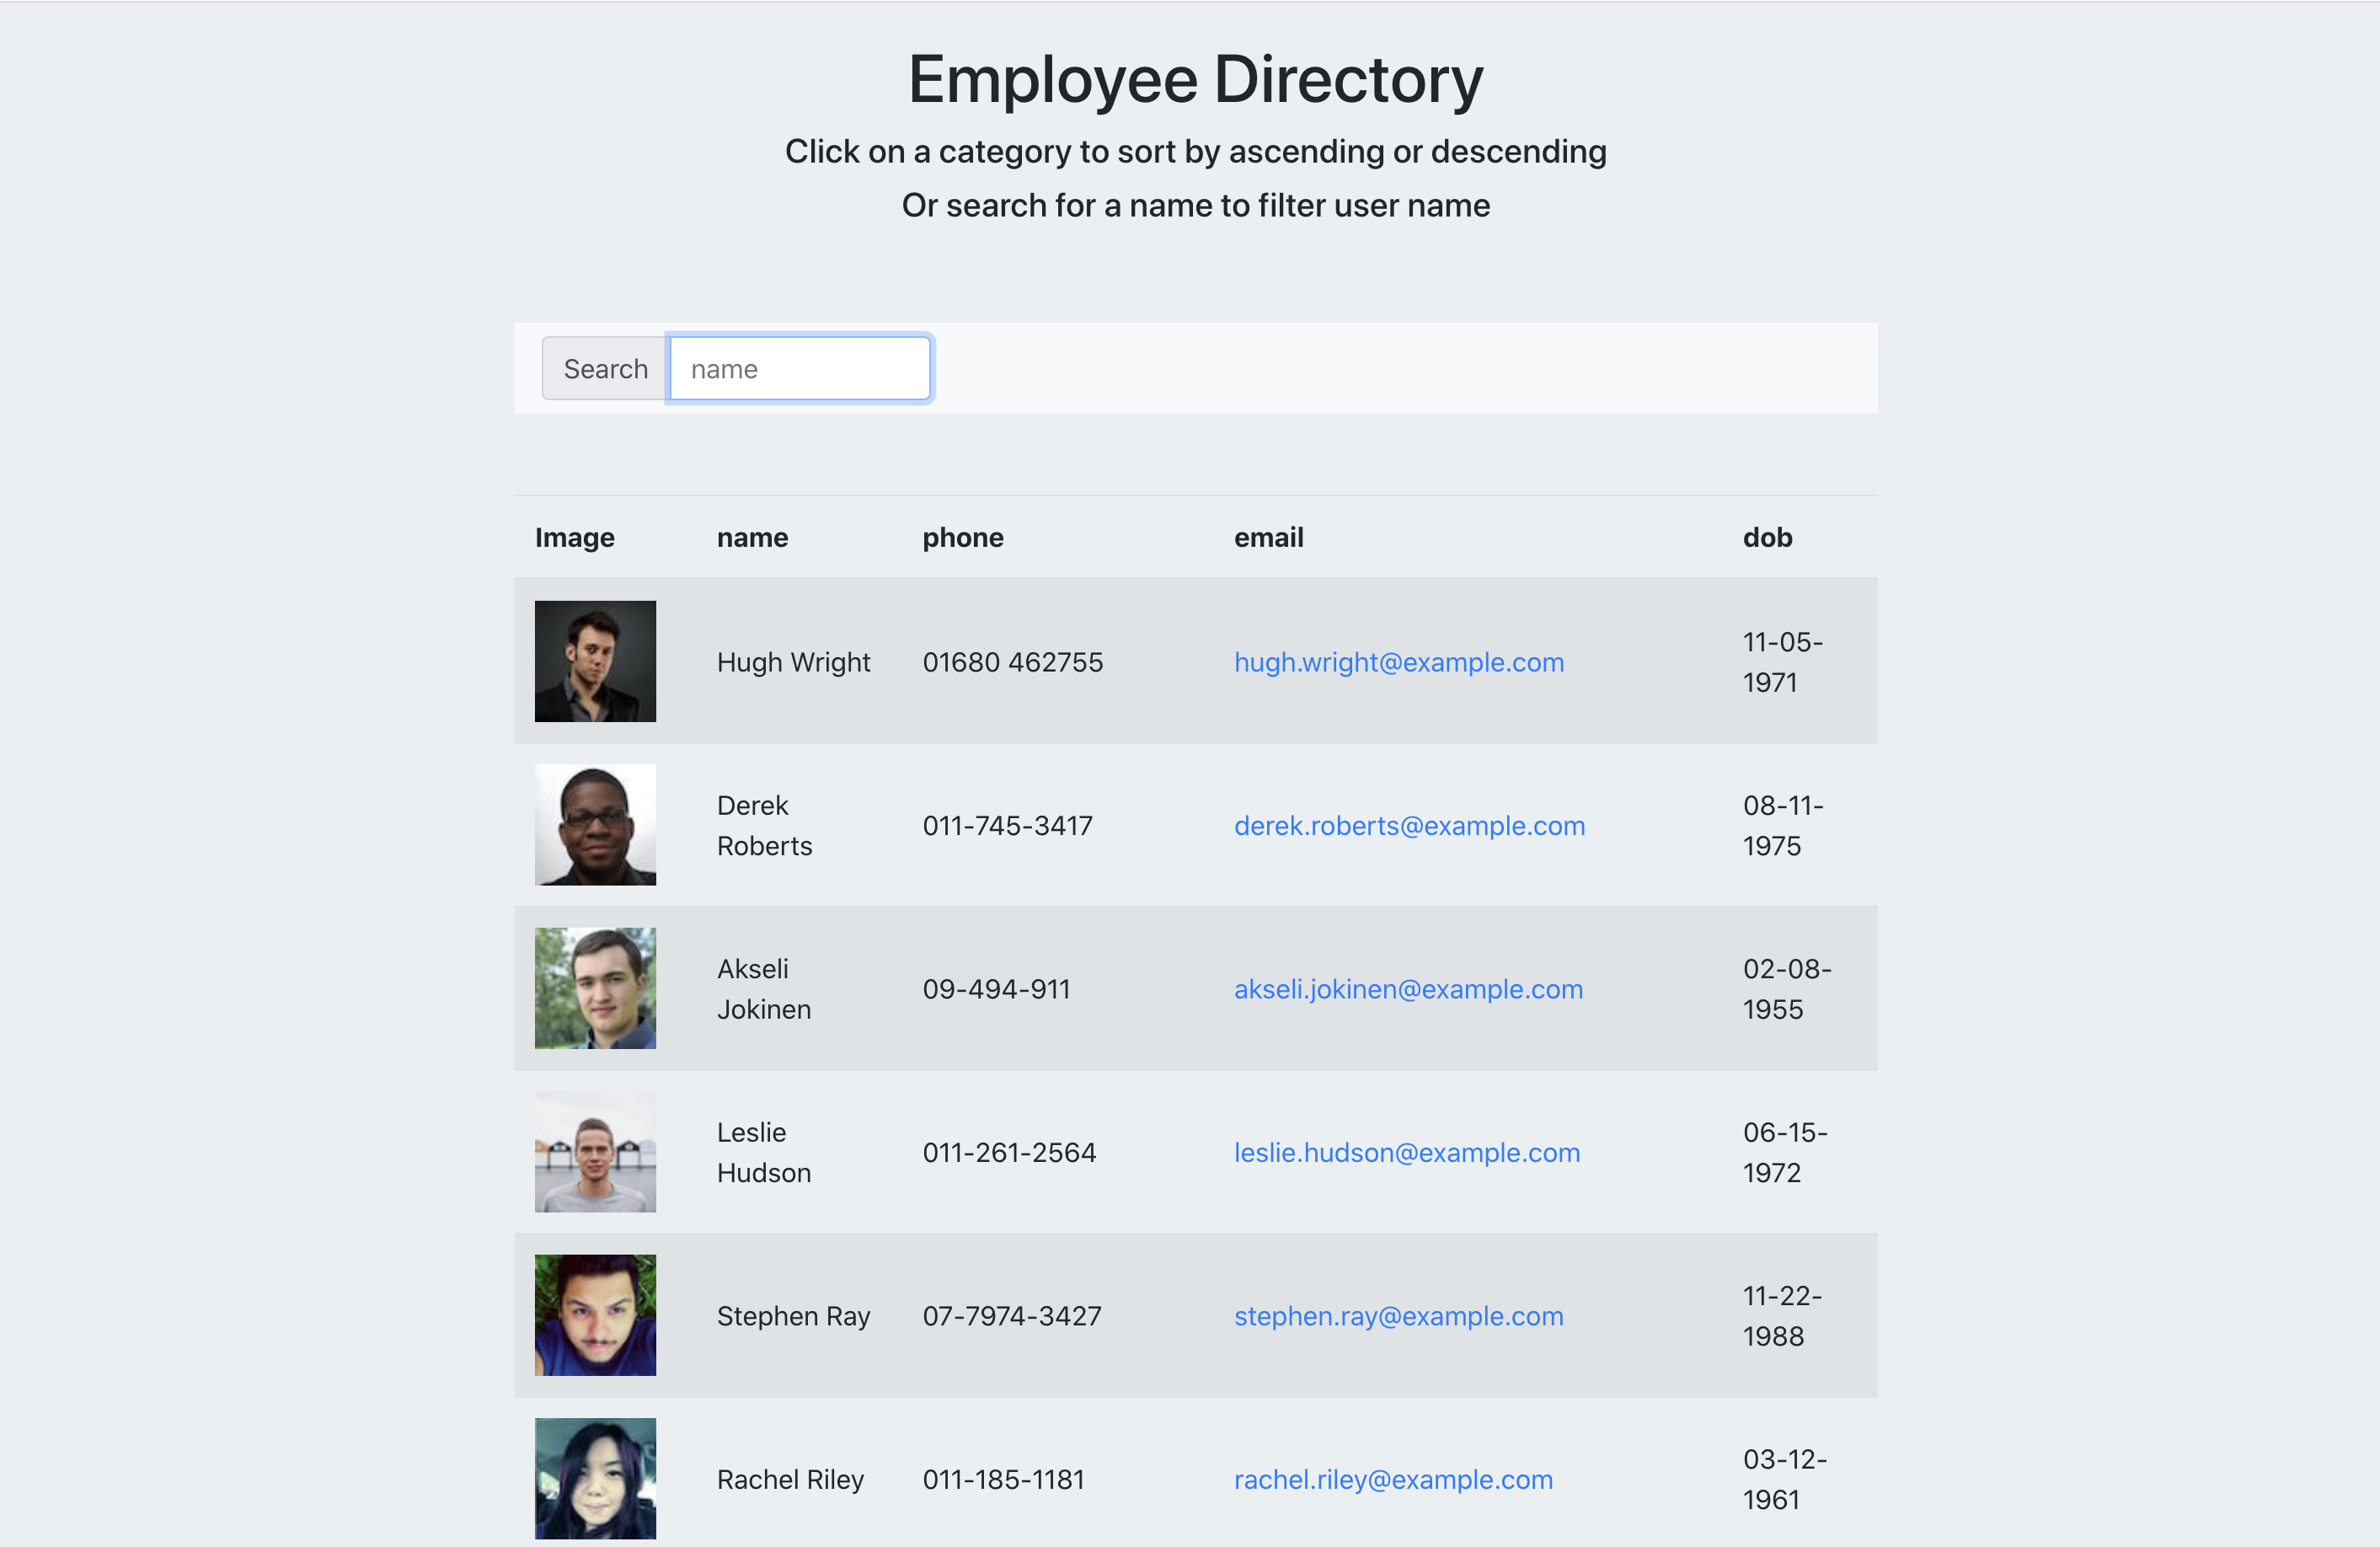 Employee Directory
Click on a category to sort by ascending or descending
Or search for a name to filter user name
Search name
Image name phone email dob
Hugh Wright 01680 462755 hugh.wright@example.com 11-05-
1971
Derek
Roberts 011-745-3417 derek.roberts@example.com 08-11-
1975
Akseli
Jokinen 09-494-911 akseli.jokinen@example.com 02-08-
1955
Leslie
Hudson 011-261-2564 leslie.hudson@example.com 06-15-
1972
Stephen Ray 07-7974-3427 stephen.ray@example.com 11-22-
1988
Rachel Riley 011-185-1181 rachel.riley@example.com 03-12-
1961